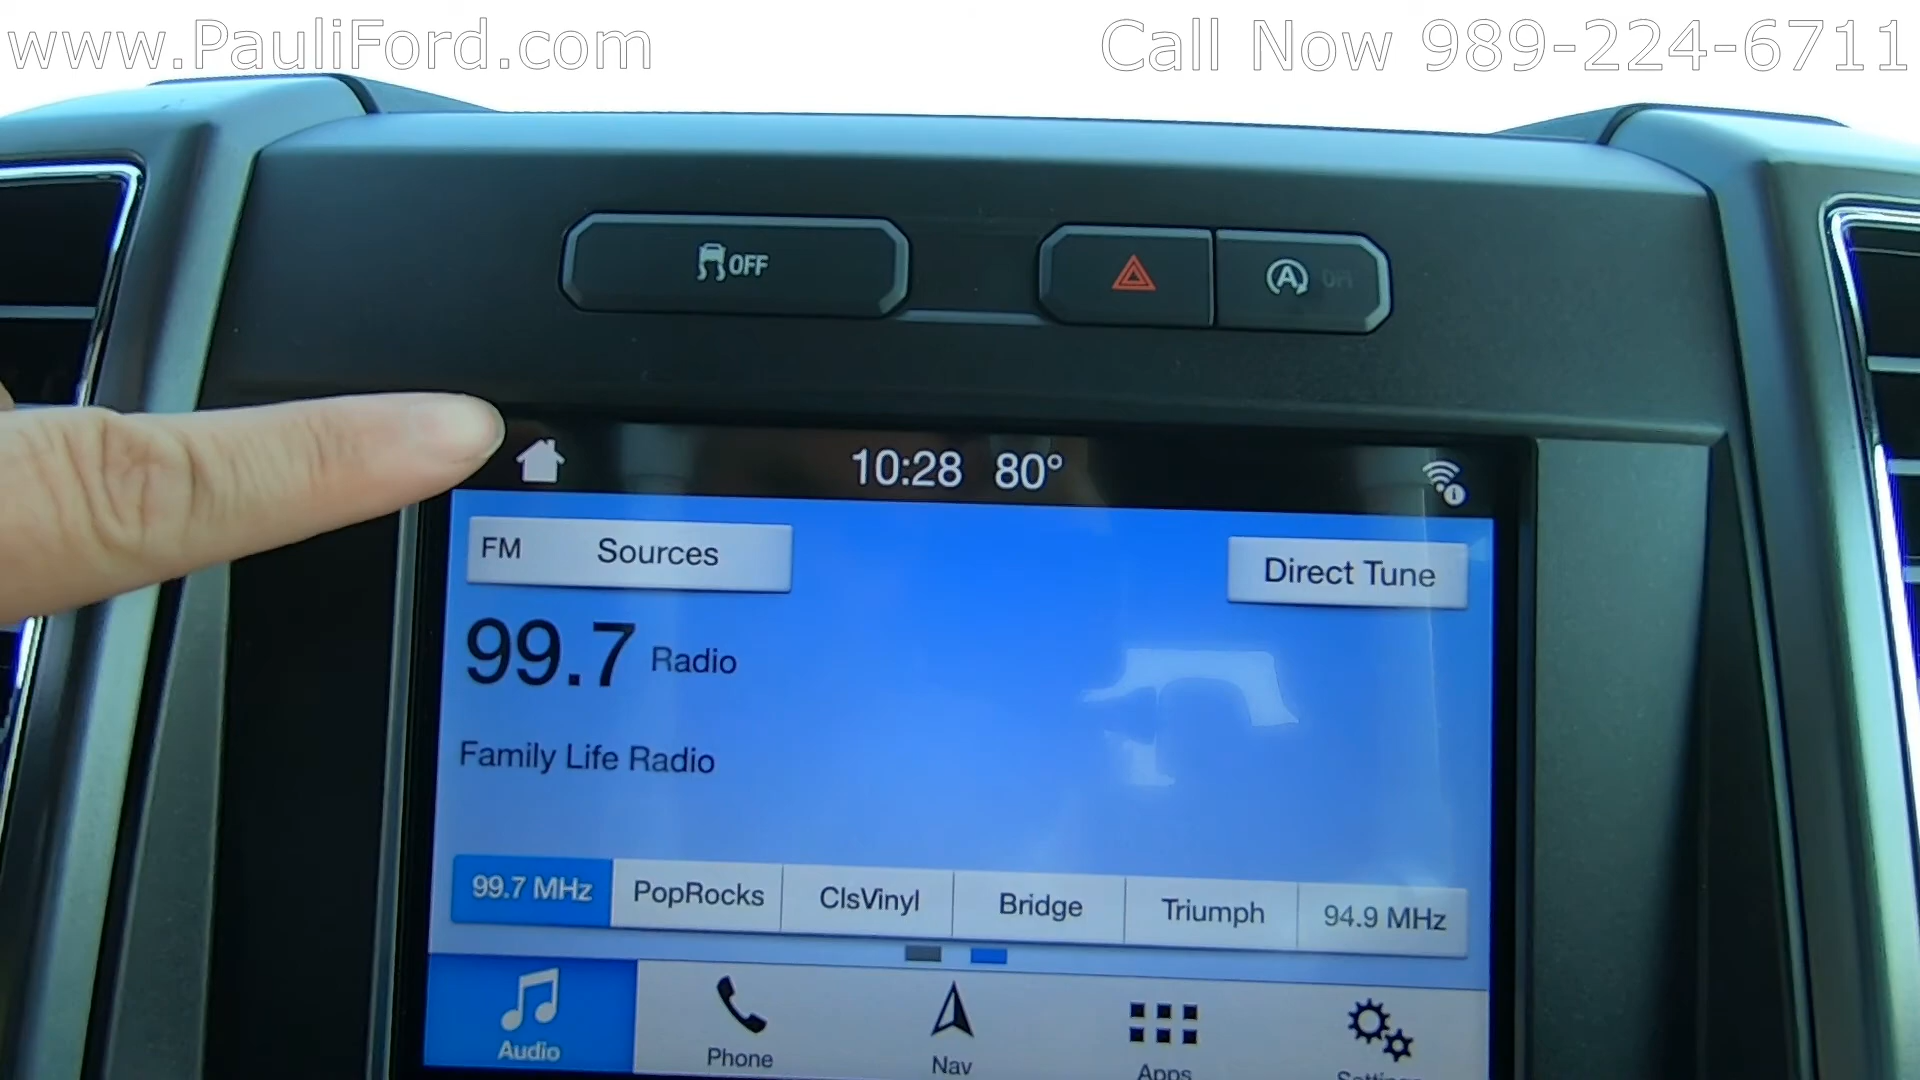 www.PauliFord.com
Call Now 989-224-6711
OFF
A
10:28 80°
FM Sources
Direct Tune
99.7 Radio
Family Life Radio
99.7 MHz PopRocks ClsVinyl Bridge Triumph 94.9 MHz
Audio Phone Nav Apps